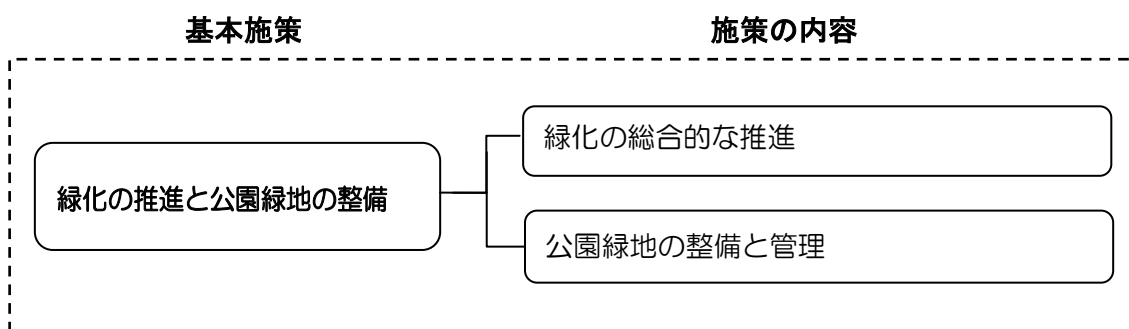 基本施策
施策の内容
緑化の推進と公園緑地の整備
緑化の総合的な推進
公園緑地の整備と管理